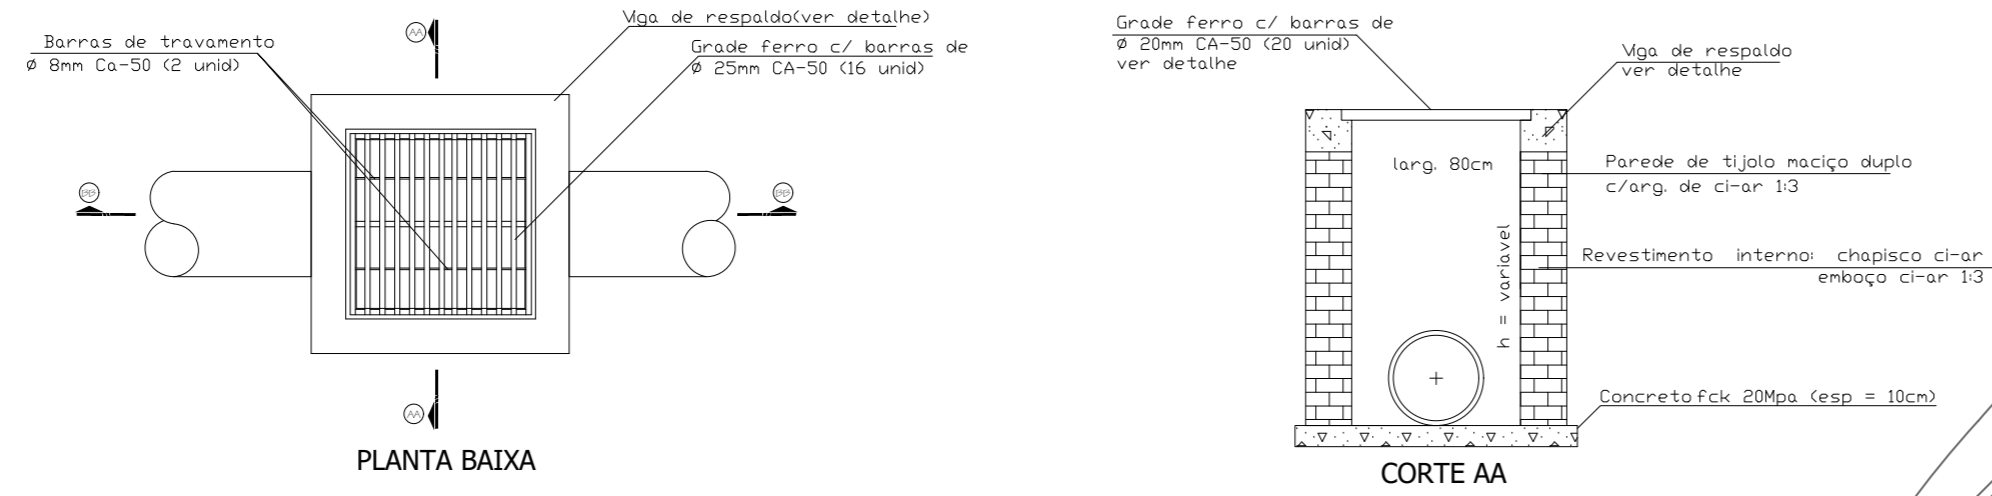 Barras de travamento
Ø 8mm Ca-50 (2 unid)
AA
Viga de respaldo(ver detalhe)
Grade ferro c/ barras de
Ø 25mm CA-50 (16 unid)
BB
BB
AA
PLANTA BAIXA
Grade ferro c/ barras de
Ø 20mm CA-50 (20 unid)
ver detalhe
Viga de respaldo
ver detalhe
larg. 80cm
Parede de tijolo maciço duplo
c/arg. de ci-ar 1:3
h = variavel
Revestimento interno: chapisco ci-ar
emboço ci-ar 1:3
Concreto fck 20Mpa (esp = 10cm)
CORTE AA